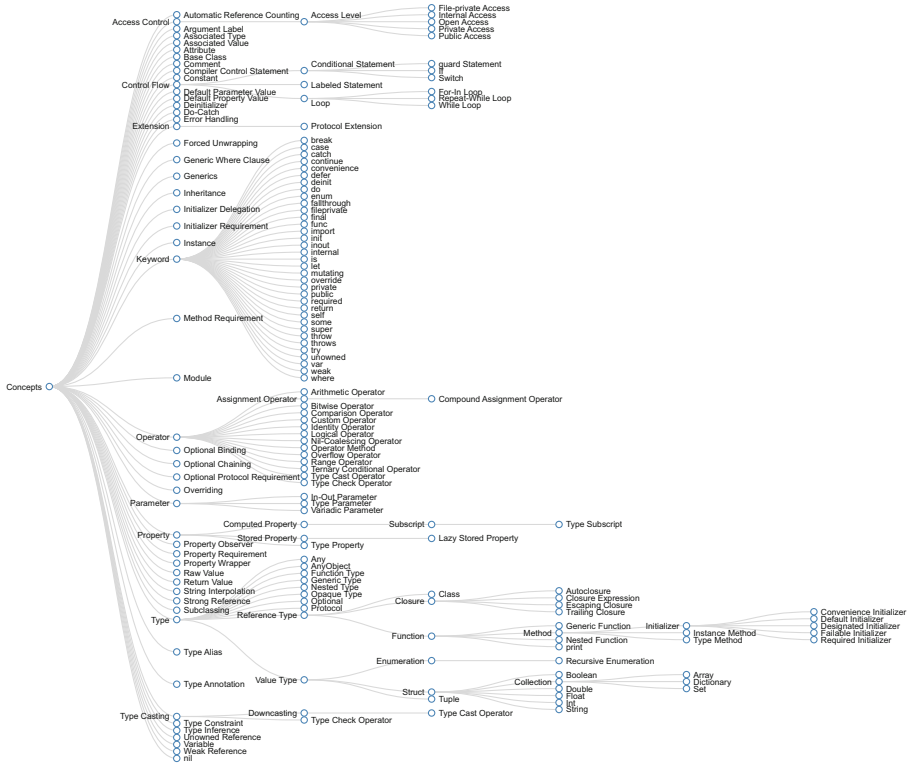 File-private Access
Automatic Reference Counting
Access Level
Internal Access
Access Control
Open Access
Argument Label
Private Access
Associated Type
Public Access
Associated Value
Attribute
Base Class
Comment
Conditional Statement
guard Statement
Compiler Control Statement
If
Constant
Switch
Control Flow
Labeled Statement
Default Parameter Value
For-In Loop
Default Property Value
Repeat-While Loop
Deinitializer
Loop
While Loop
Do-Catch
Error Handling
Extension
Protocol Extension
Forced Unwrapping
Generic Where Clause
Generics
Inheritance
Initializer Delegation
Initializer Requirement
Instance
Keyword
break
case
catch
continue
convenience
defer
deinit
do
enum
fallthrough
fileprivate
final
func
import
init
inout
internal
is
let
mutating
override
private
public
required
return
self
some
super
throw
throws
try
unowned
var
weak
where
Method Requirement
Module
Concepts
Arithmetic Operator
Assignment Operator
Compound Assignment Operator
Bitwise Operator
Comparison Operator
Custom Operator
Identity Operator
Logical Operator
Operator
Nil-Coalescing Operator
Operator Method
Optional Binding
Overflow Operator
Range Operator
Optional Chaining
Ternary Conditional Operator
Optional Protocol Requirement
Type Cast Operator
Type Check Operator
Overriding
In-Out Parameter
Parameter
Type Parameter
Variadic Parameter
Computed Property
Subscript
Type Subscript
Property
Stored Property
Lazy Stored Property
Property Observer
Type Property
Property Requirement
Property Wrapper
Raw Value
Return Value
String Interpolation
Strong Reference
Subclassing
Type
Any
AnyObject
Function Type
Generic Type
Nested Type
Opaque Type
Optional
Protocol
Reference Type
Class
Closure
Autoclosure
Closure Expression
Escaping Closure
Trailing Closure
Function
Generic Function
Method
Nested Function
print
Initializer
Instance Method
Type Method
Convenience Initializer
Default Initializer
Designated Initializer
Failable Initializer
Required Initializer
Type Alias
Enumeration
Recursive Enumeration
Value Type
Type Annotation
Struct
Tuple
Boolean
Collection
Double
Float
Int
String
Array
Dictionary
Set
Type Casting
Downcasting
Type Cast Operator
Type Check Operator
Type Constraint
Type Inference
Unowned Reference
Variable
Weak Reference
nil